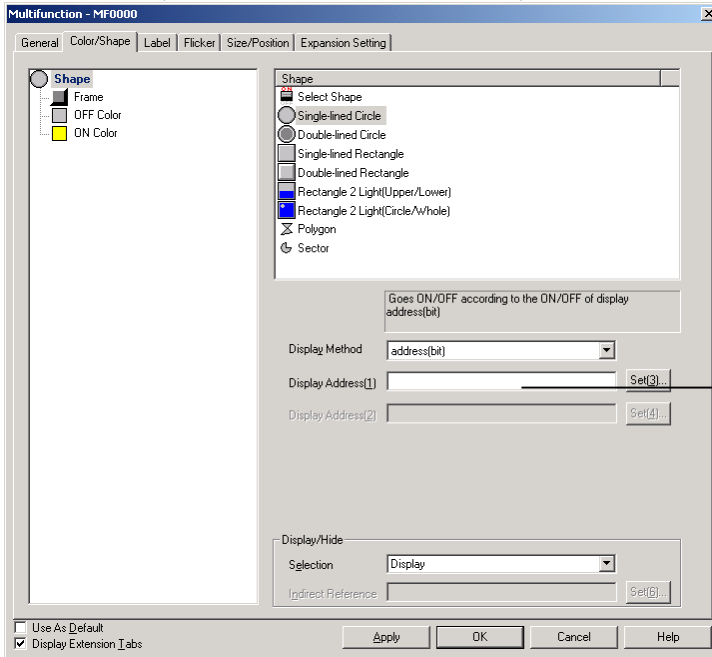 Multifunction - MF0000
General Color/Shape Label Flicker Size/Position Expansion Setting
Shape
Frame
OFF Color
ON Color
Shape
ON
Select Shape
Single-lined Circle
Double-lined Circle
Single-lined Rectangle
Double-lined Rectangle
Rectangle 2 Light(Upper/Lower)
Rectangle 2 Light(Circle/Whole)
Polygon
Sector
Goes ON/OFF according to the ON/OFF of display
address(bit)
Display Method address(bit)
Display Address(1) Set(3)...
Display Address(2) Set(4)...
Display/Hide
Selection Display
Indirect Reference Set(6)...
Use As Default
Display Extension Tabs
Apply OK Cancel Help